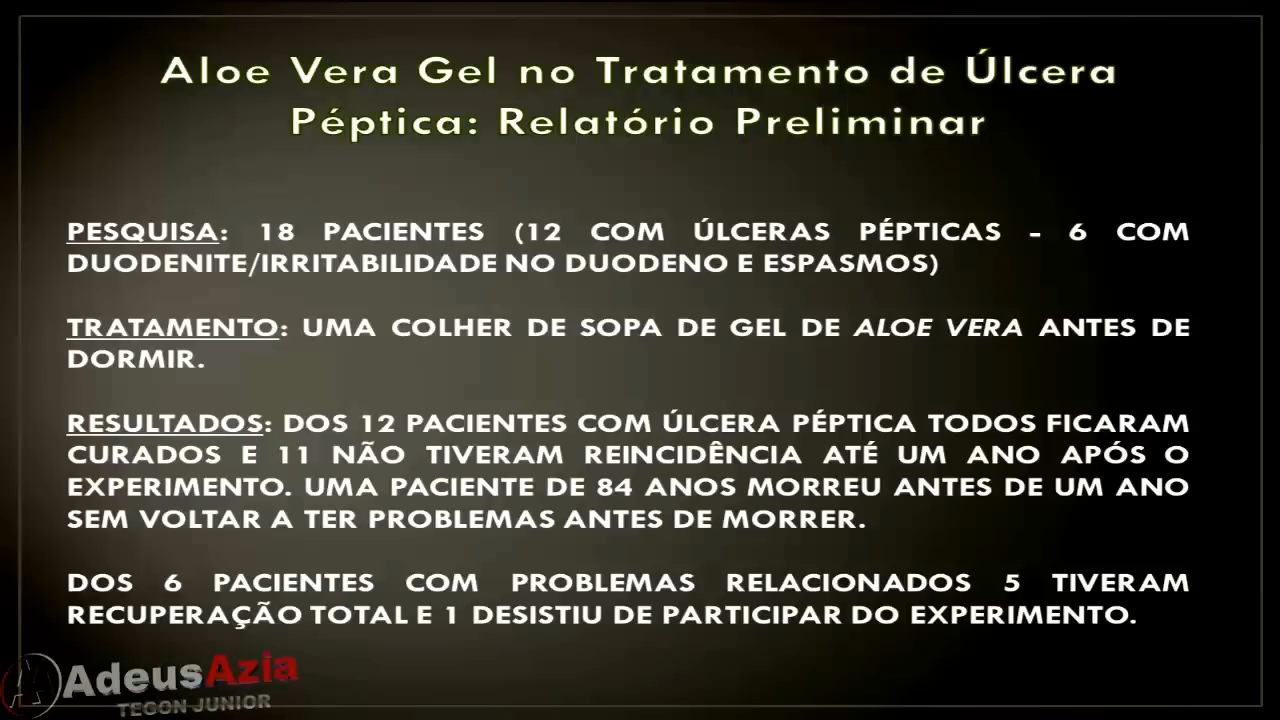 Aloe Vera Gel no Tratamento de Úlcera
Péptica: Relatório Preliminar
PESQUISA: 18 PACIENTES (12 COM ÚLCERAS PÉPTICAS - 6 COM
DUODENITE/IRRITABILIDADE NO DUODENO E ESPASMOS)
TRATAMENTO: UMA COLHER DE SOPA DE GEL DE ALOE VERA ANTES DE
DORMIR.
RESULTADOS: DOS 12 PACIENTES COM ÚLCERA PÉPTICA TODOS FICARAM
CURADOS E 11 NÃO TIVERAM REINCIDÊNCIA ATÉ UM ANO APÓS O
EXPERIMENTO. UMA PACIENTE DE 84 ANOS MORREU ANTES DE UM ANO
SEM VOLTAR A TER PROBLEMAS ANTES DE MORRER.
DOS 6 PACIENTES COM PROBLEMAS RELACIONADOS 5 TIVERAM
RECUPERAÇÃO TOTAL E 1 DESISTIU DE PARTICIPAR DO EXPERIMENTO.
AdeusAzia
TEGON JUNIOR